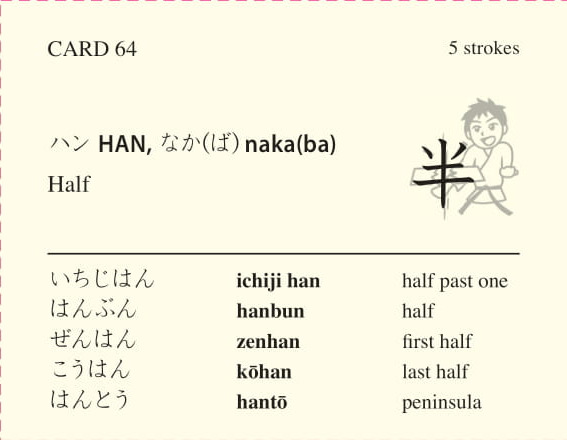 CARD 64 5 strokes
ハン HAN, なか(ば) naka(ba)
Half
半
いちじはん ichiji han half past one
はんぶん hanbun half
ぜんはん zenhan first half
こうはん kōhan last half
はんとう hantō peninsula